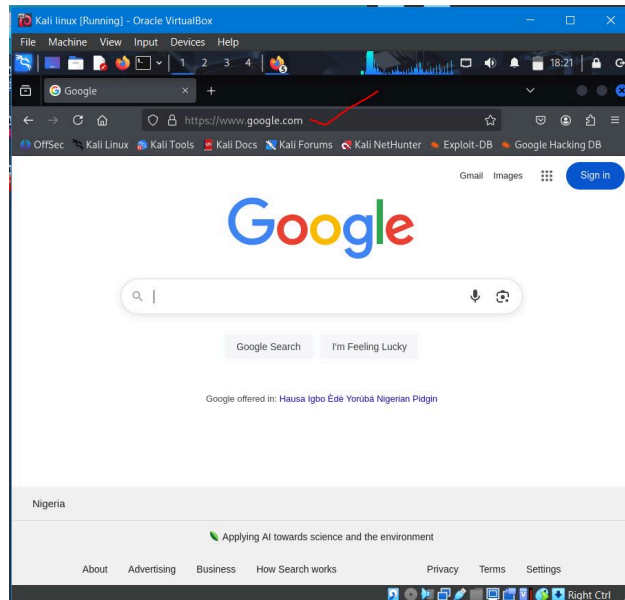 Kali linux [Running] - Oracle VirtualBox
File Machine View Input Devices Help
1 2 3 4 18:21
Google
https://www.google.com
OffSec Kali Linux Kali Tools Kali Docs Kali Forums Kali NetHunter Exploit-DB Google Hacking DB
Gmail Images Sign in
Google
Google Search I'm Feeling Lucky
Google offered in: Hausa Igbo Èdè Yorùbá Nigerian Pidgin
Nigeria
Applying AI towards science and the environment
About Advertising Business How Search works Privacy Terms Settings
Right Ctrl